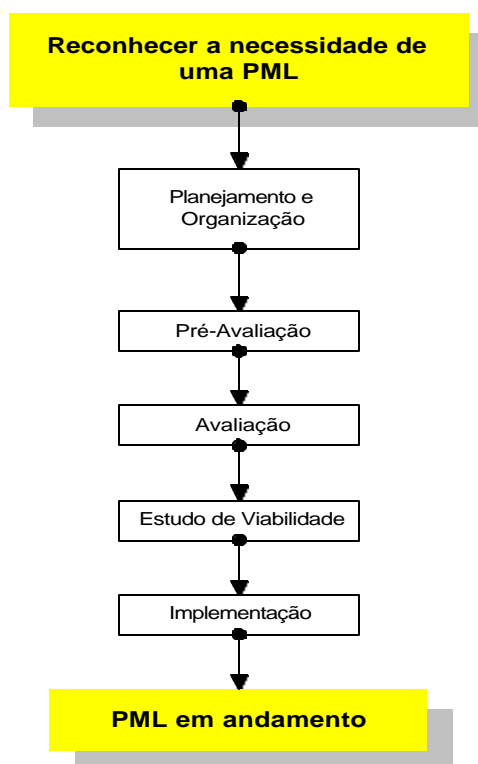 Reconhecer a necessidade de
uma PML
Planejamento e
Organização
Pré-Avaliação
Avaliação
Estudo de Viabilidade
Implementação
PML em andamento